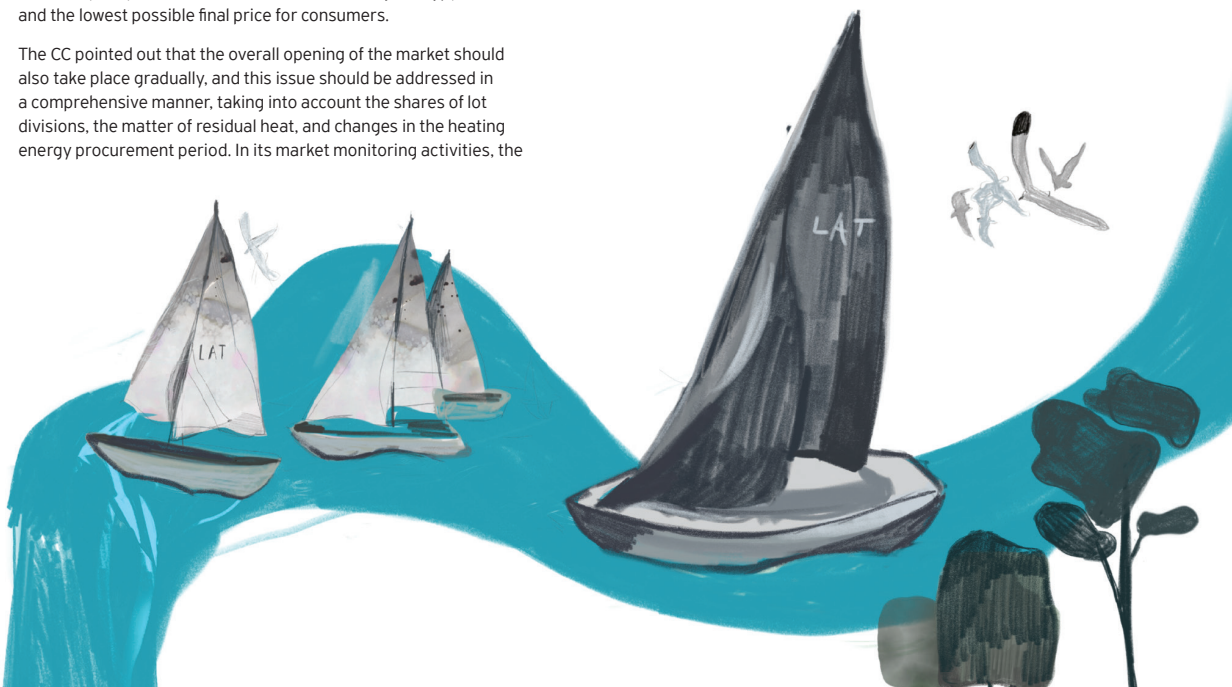 and the lowest possible final price for consumers.
The CC pointed out that the overall opening of the market should
also take place gradually, and this issue should be addressed in
a comprehensive manner, taking into account the shares of lot
divisions, the matter of residual heat, and changes in the heating
energy procurement period. In its market monitoring activities, the
LAT
LAT